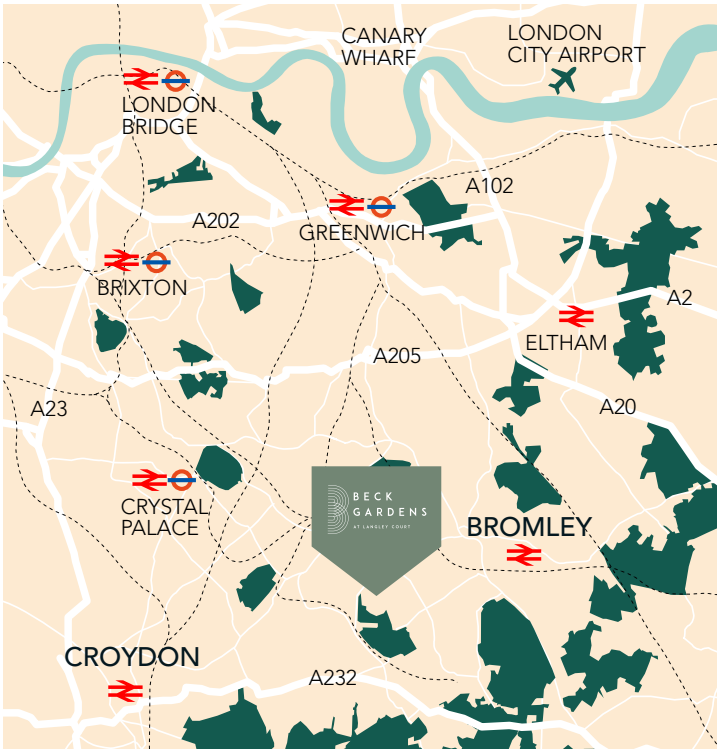 CANARY
WHARF
LONDON
CITY AIRPORT
LONDON
BRIDGE
A102
A202
GREENWICH
BRIXTON
A2
ELTHAM
A205
A23
A20
BECK
GARDENS
AT LANGLEY COURT
CRYSTAL
PALACE
BROMLEY
CROYDON
A232